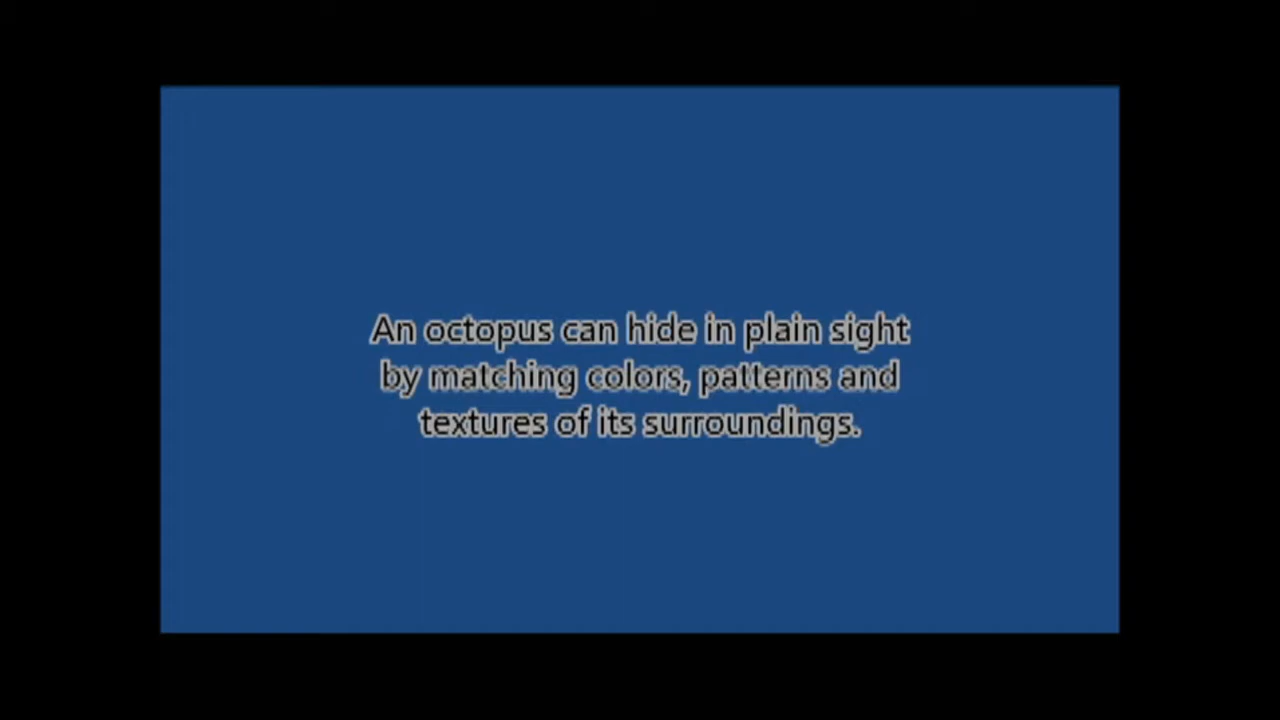 An octopus can hide in plain sight
by matching colors, patterns and
textures of its surroundings.